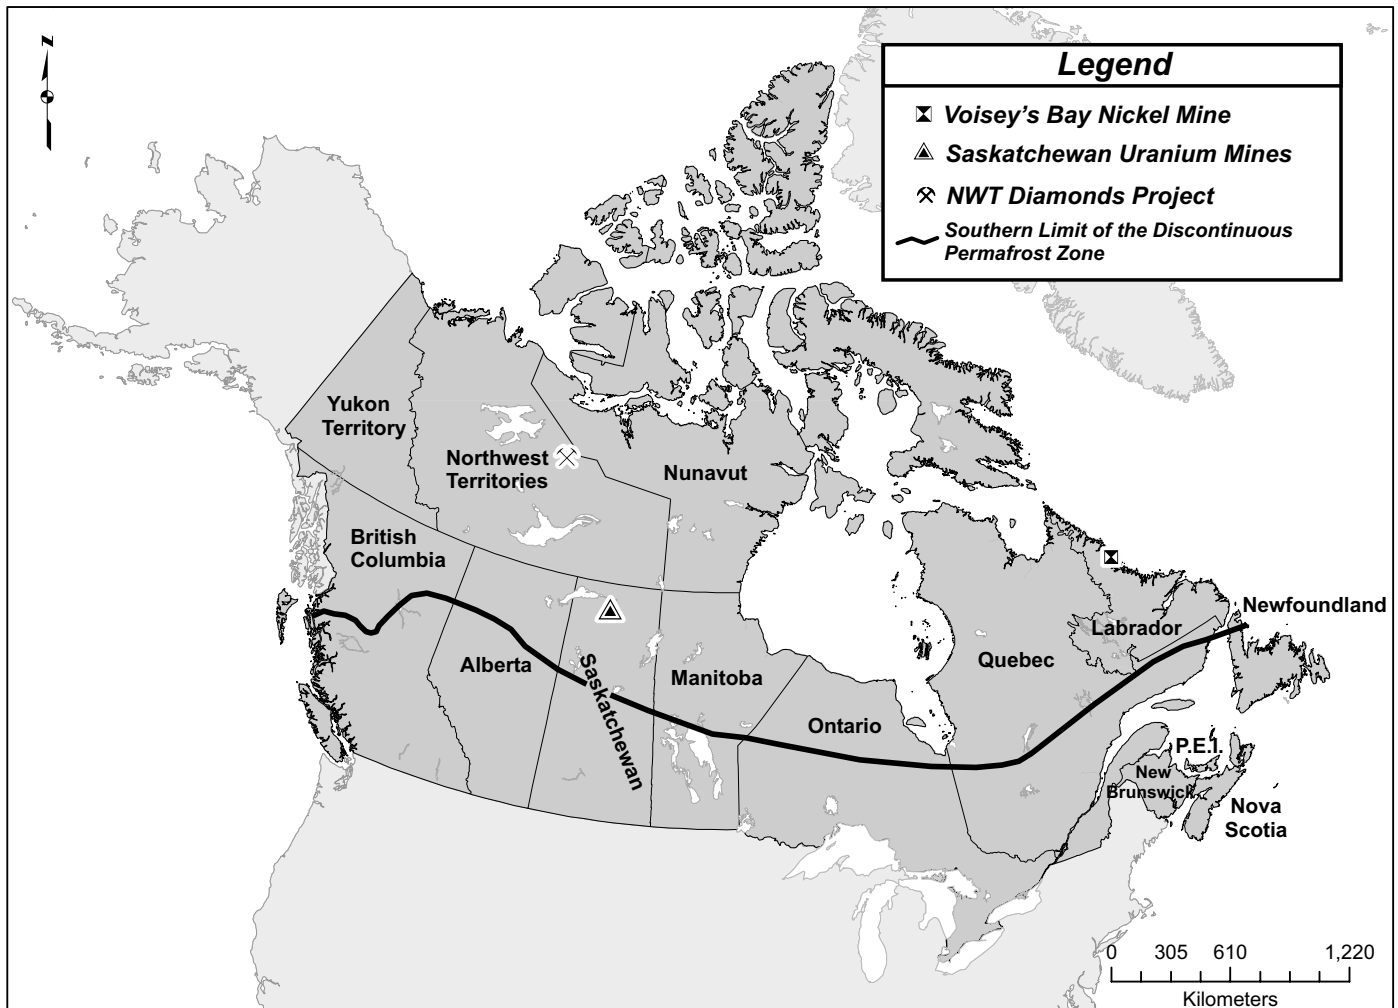 N
Legend
Voisey's Bay Nickel Mine
Saskatchewan Uranium Mines
NWT Diamonds Project
Southern Limit of the Discontinuous
Permafrost Zone
Yukon
Territory
Northwest
Territories
Nunavut
British
Columbia
Alberta
Saskatchewan
Manitoba
Ontario
Quebec
Labrador
Newfoundland
P.E.I.
New
Brunswick
Nova
Scotia
0 305 610 1,220
Kilometers